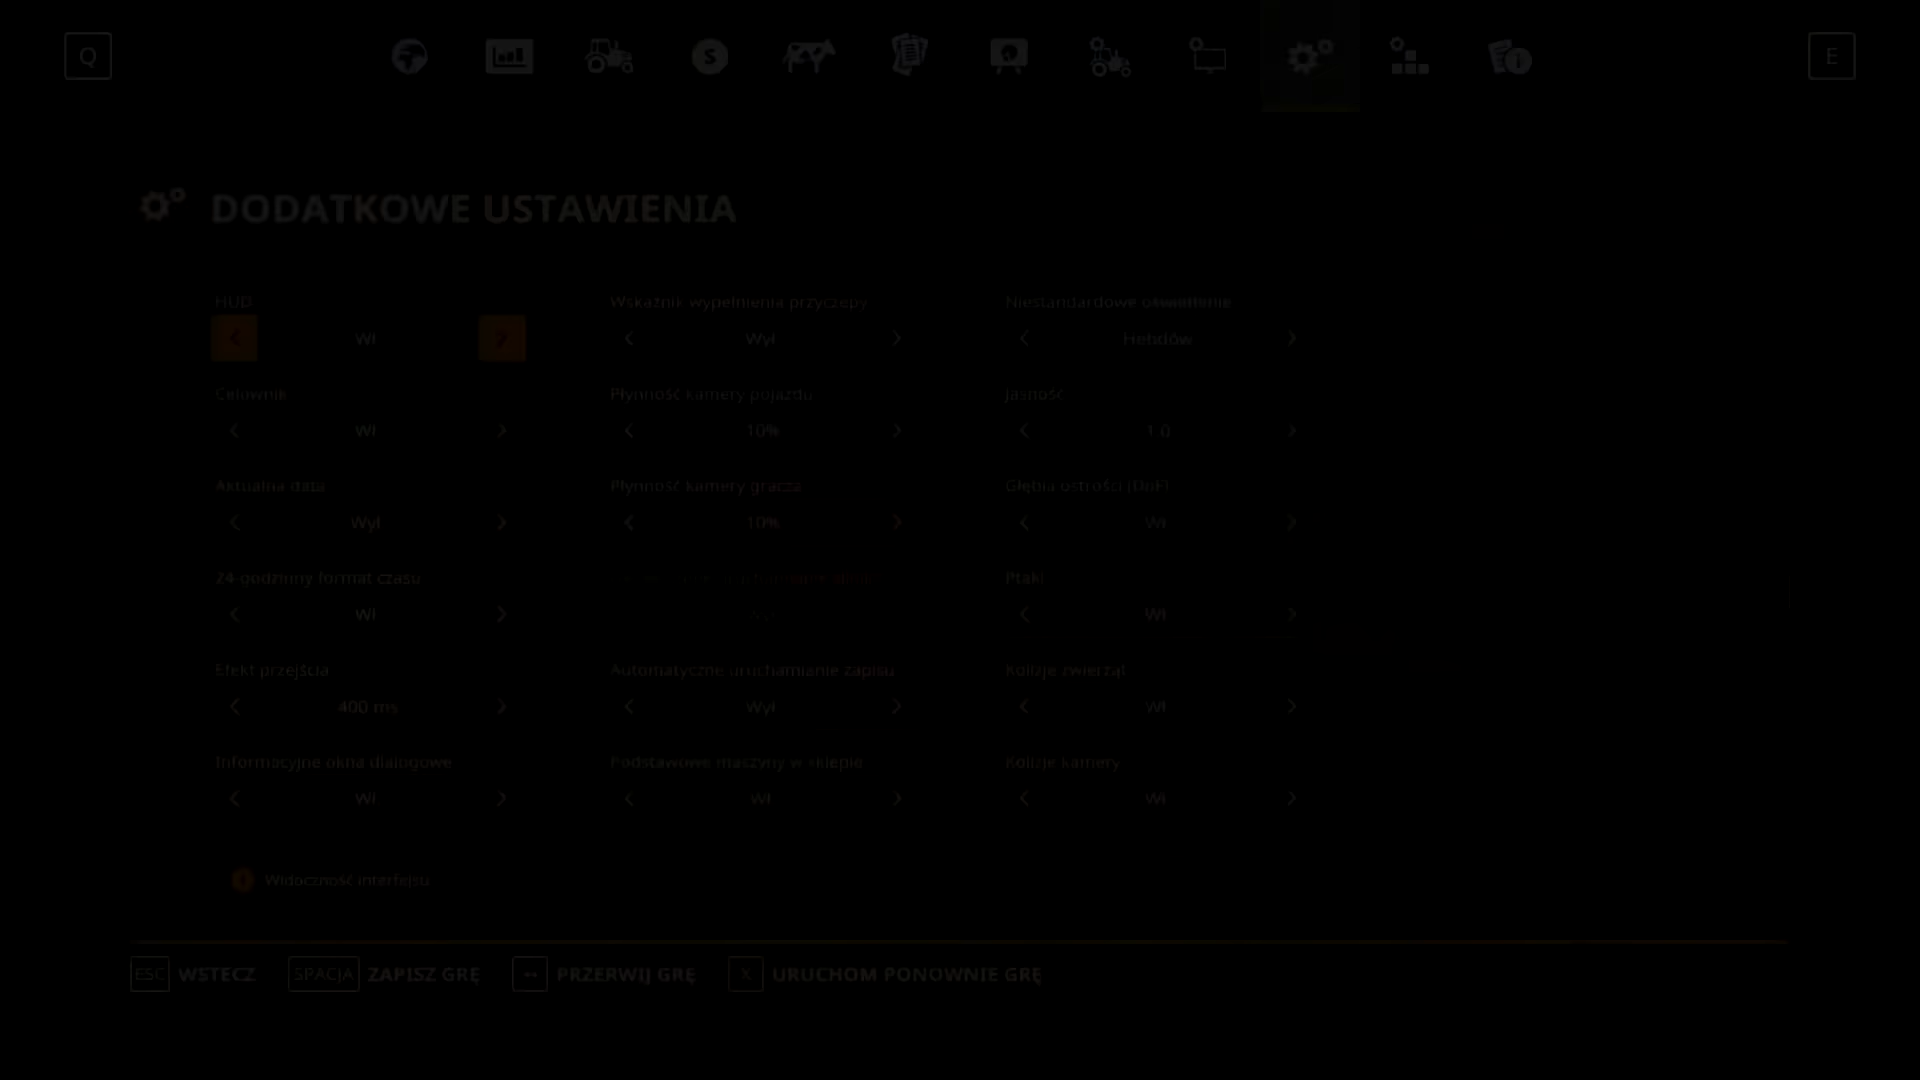 Q
E
DODATKOWE USTAWIENIA
HUD
Wł
Celownik
Wł
Aktualna data
Wył
24-godzinny format czasu
Wł
Efekt przejścia
400 ms
Informacyjne okna dialogowe
Wł
Wskaźnik wypełnienia przyczepy
Wył
Płynność kamery pojazdu
10%
Płynność kamery gracza
10%
Automatyczne uruchamianie zapisu
Wył
Podstawowe maszyny w sklepie
Wł
Niestandardowe oświetlenie
Hebdów
Jasność
1.0
Głębia ostrości (DoF)
Wł
Ptaki
Wł
Kolizje zwierząt
Wł
Kolizje kamery
Wł
Widoczność interfejsu
ESC WSTECZ SPACJA ZAPISZ GRĘ PRZERWIJ GRĘ X URUCHOM PONOWNIE GRĘ